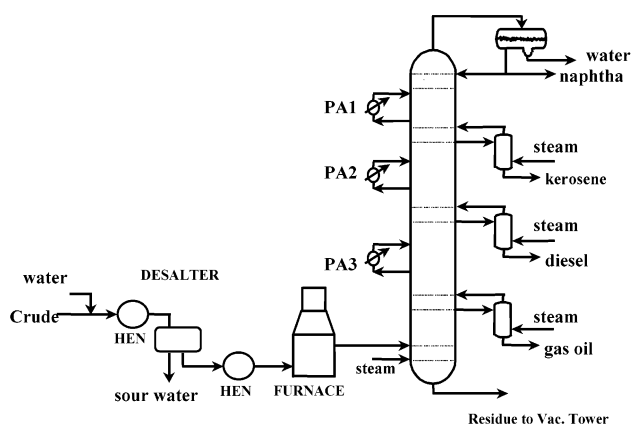 water
naphtha
PA1
steam
kerosene
PA2
steam
diesel
PA3
water
DESALTER
Crude
HEN
steam
gas oil
steam
sour water
HEN
FURNACE
Residue to Vac. Tower